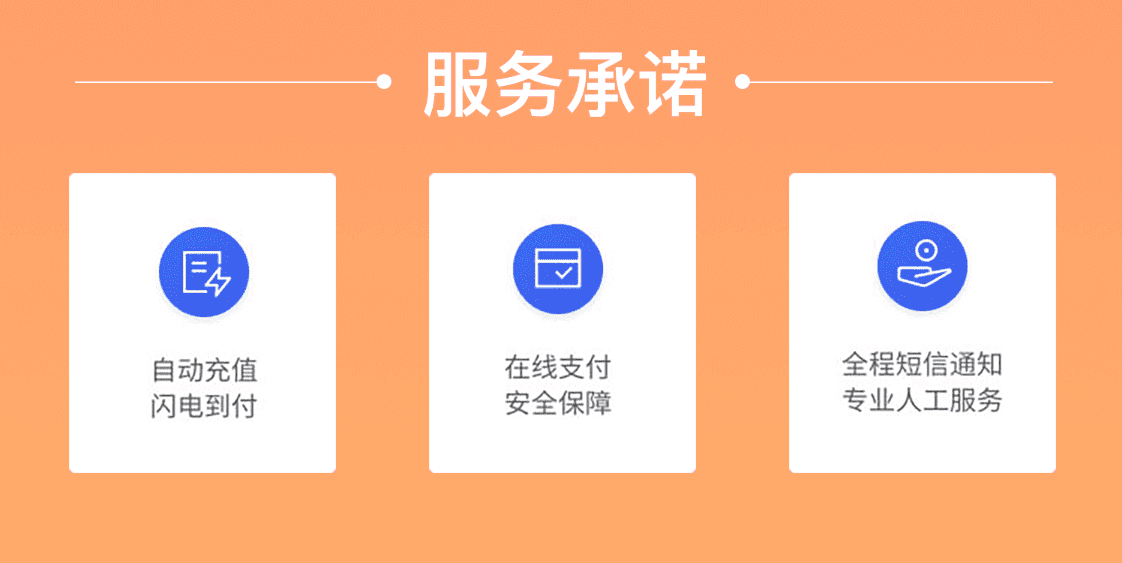 服务承诺
自动充值
闪电到付
在线支付
安全保障
全程短信通知
专业人工服务